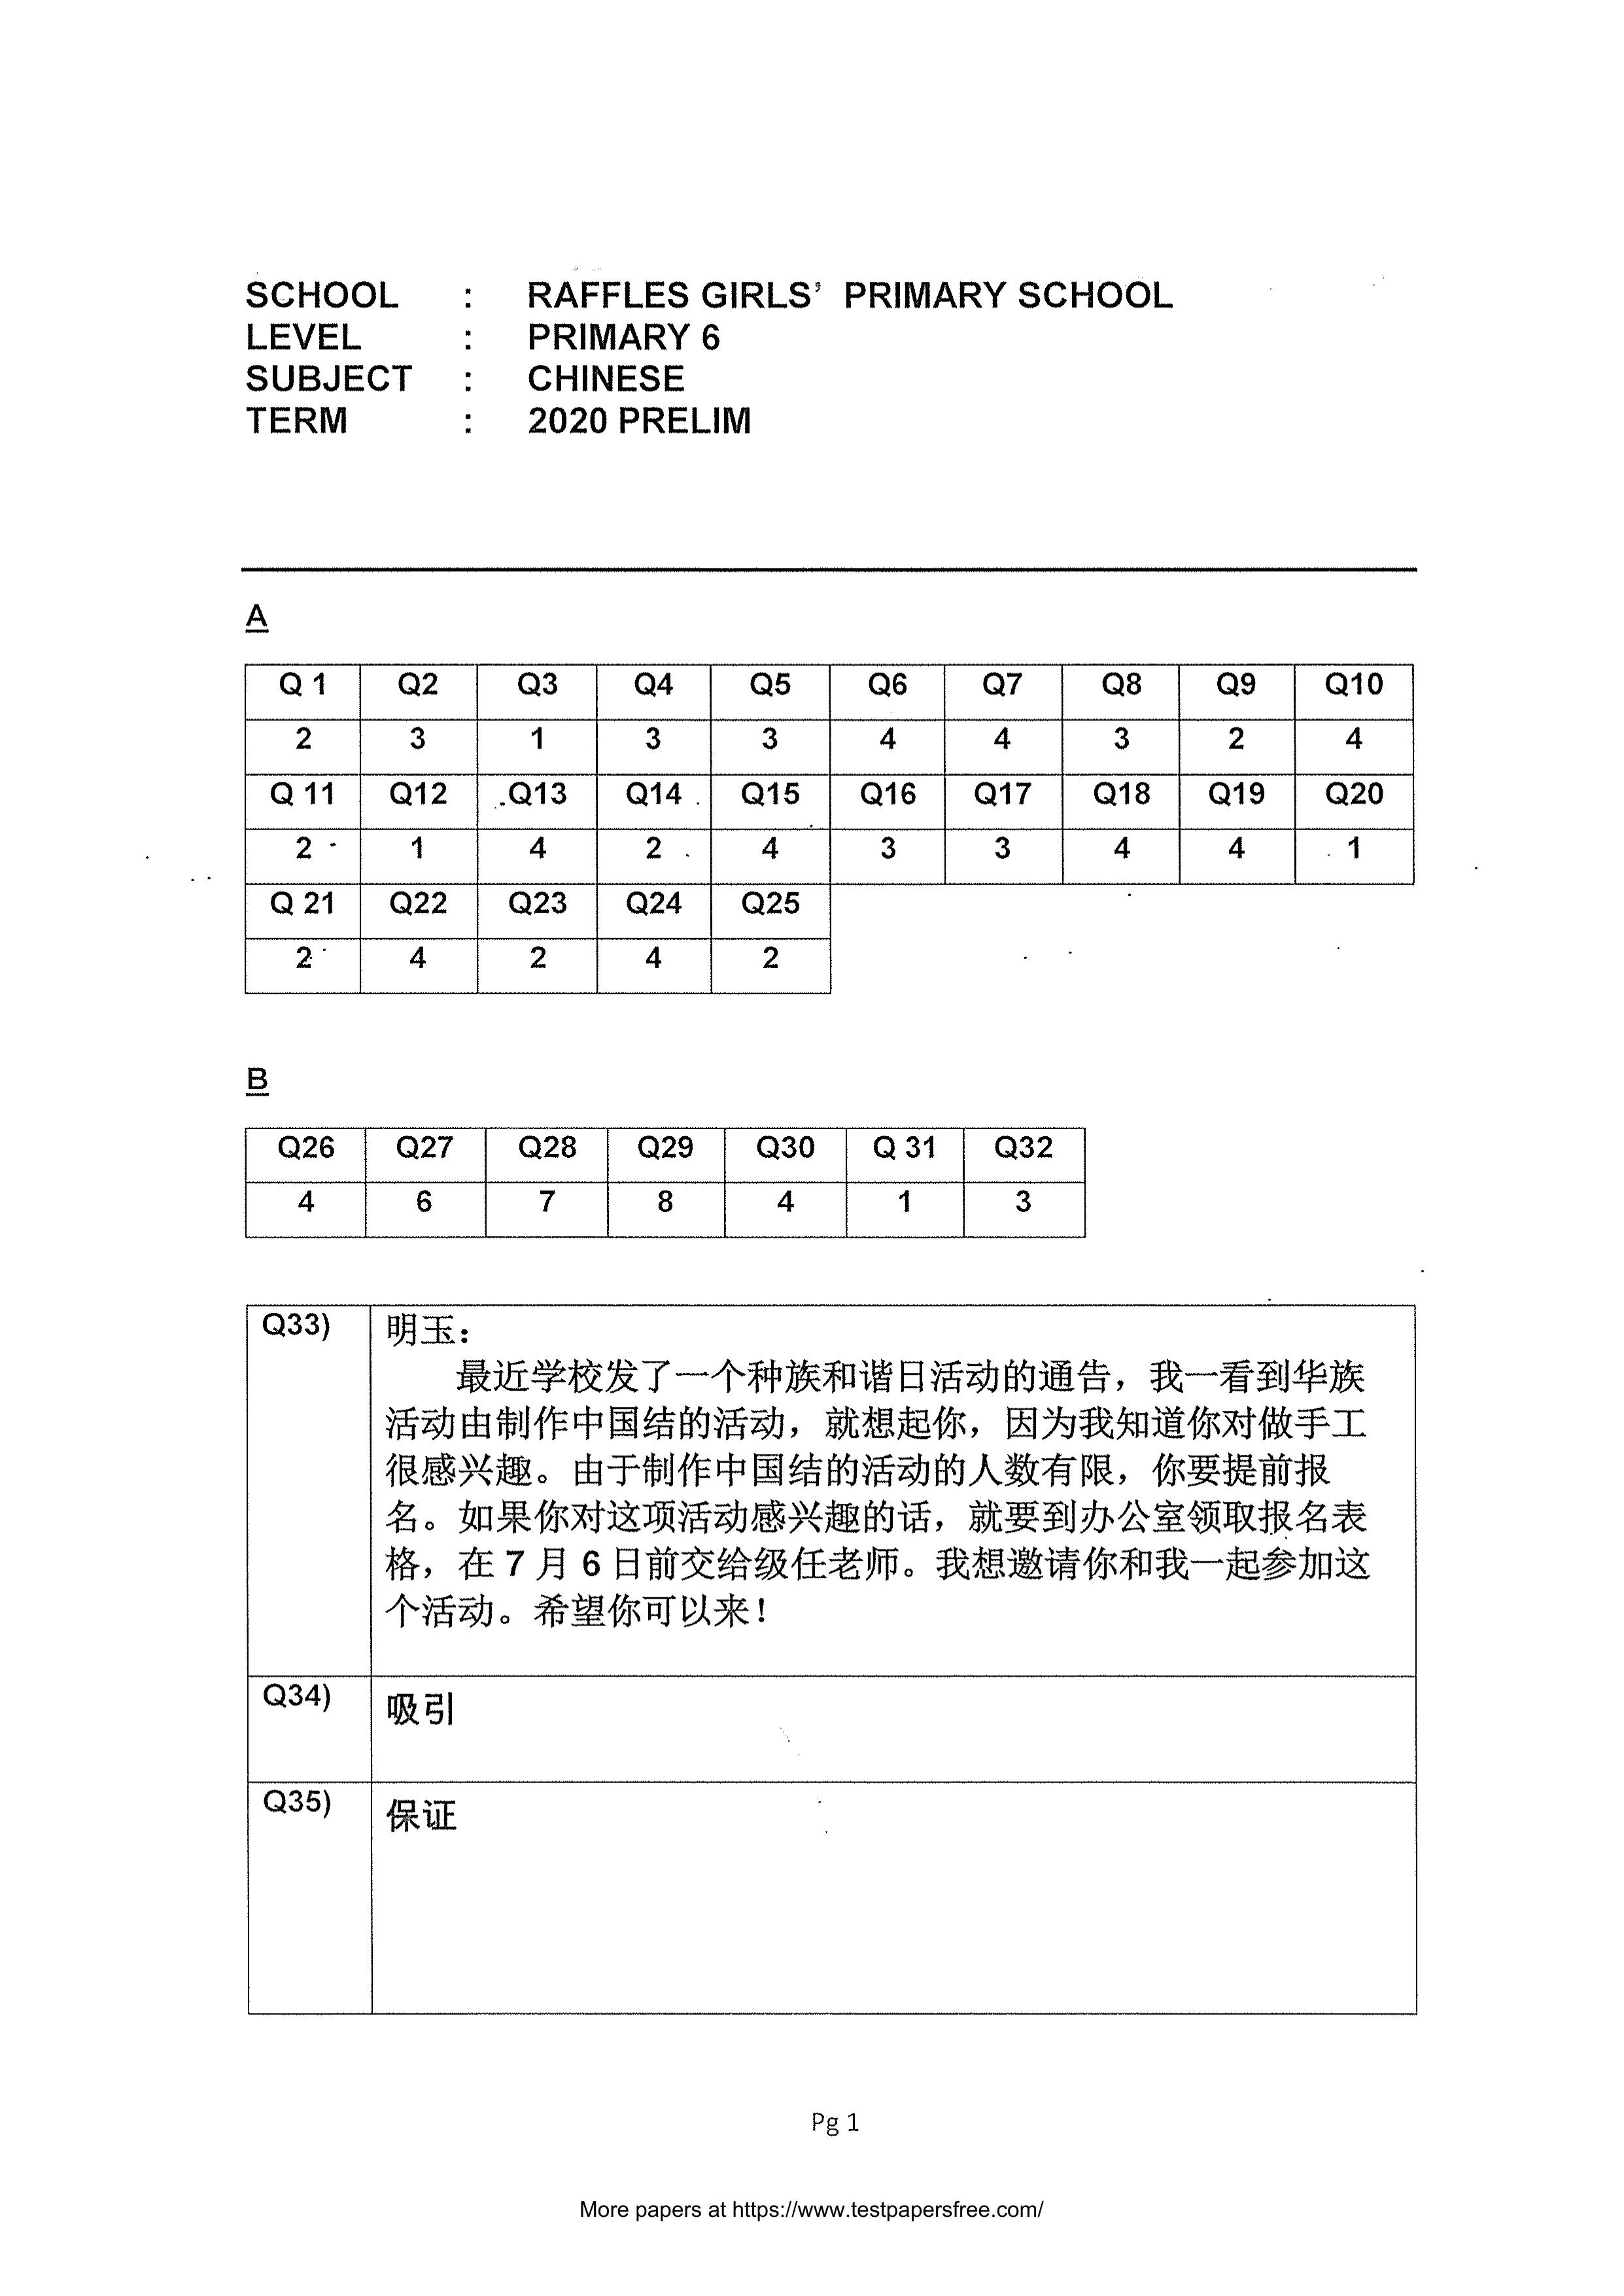 SCHOOL : RAFFLES GIRLS' PRIMARY SCHOOL
LEVEL : PRIMARY 6
SUBJECT : CHINESE
TERM : 2020 PRELIM
A
Q 1 Q2 Q3 Q4 Q5 Q6 Q7 Q8 Q9 Q10
2 3 1 3 3 4 4 3 2 4
Q 11 Q12 Q13 Q14 Q15 Q16 Q17 Q18 Q19 Q20
2 1 4 2 4 3 3 4 4 1
Q 21 Q22 Q23 Q24 Q25
2 4 2 4 2
B
Q26 Q27 Q28 Q29 Q30 Q 31 Q32
4 6 7 8 4 1 3
Q33) 明玉：
最近学校发了一个种族和谐日活动的通告，我一看到华族
活动由制作中国结的活动，就想起你，因为我知道你对做手工
很感兴趣。由于制作中国结的活动的人数有限，你要提前报
名。如果你对这项活动感兴趣的话，就要到办公室领取报名表
格，在 7 月 6 日前交给级任老师。我想邀请你和我一起参加这
个活动。希望你可以来！
Q34) 吸引
Q35) 保证
Pg 1
More papers at https://www.testpapersfree.com/